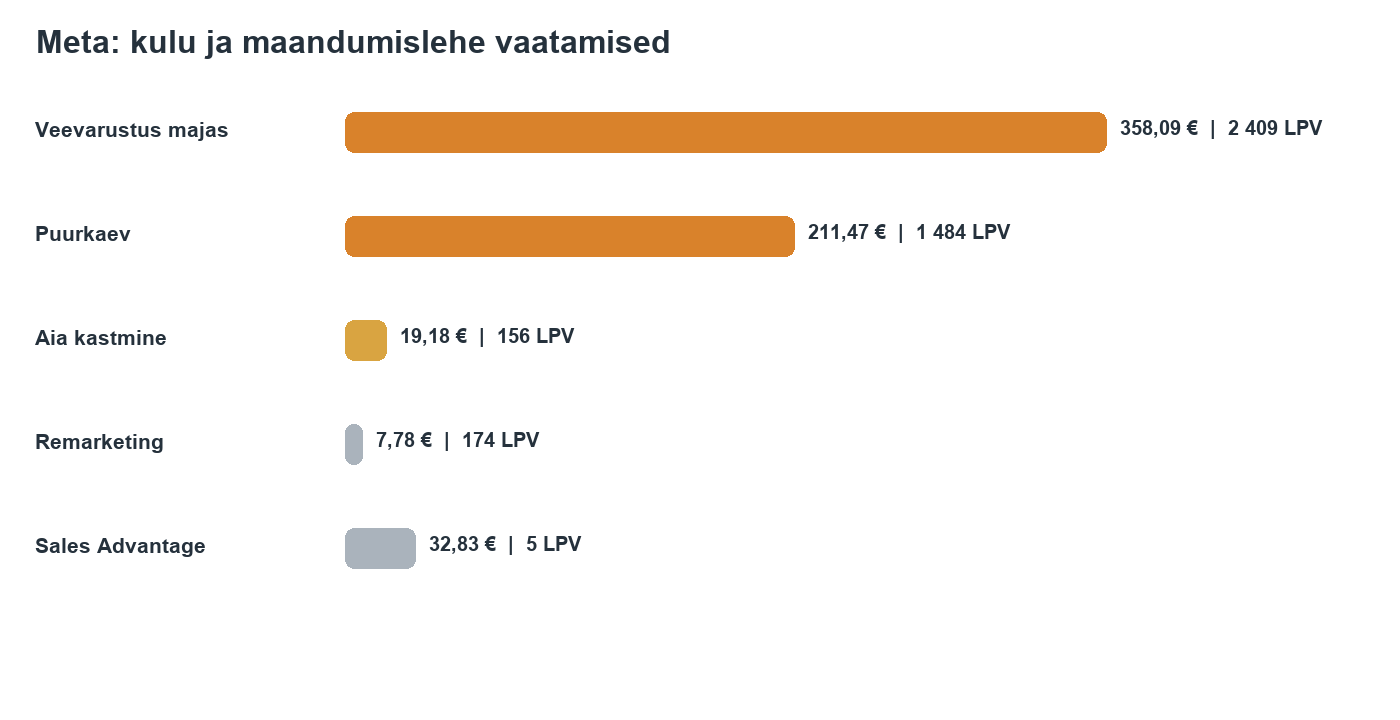 Meta: kulu ja maandumislehe vaatamised
Veevarustus majas 358,09 € | 2 409 LPV
Puurkaev 211,47 € | 1 484 LPV
Aia kastmine 19,18 € | 156 LPV
Remarketing 7,78 € | 174 LPV
Sales Advantage 32,83 € | 5 LPV